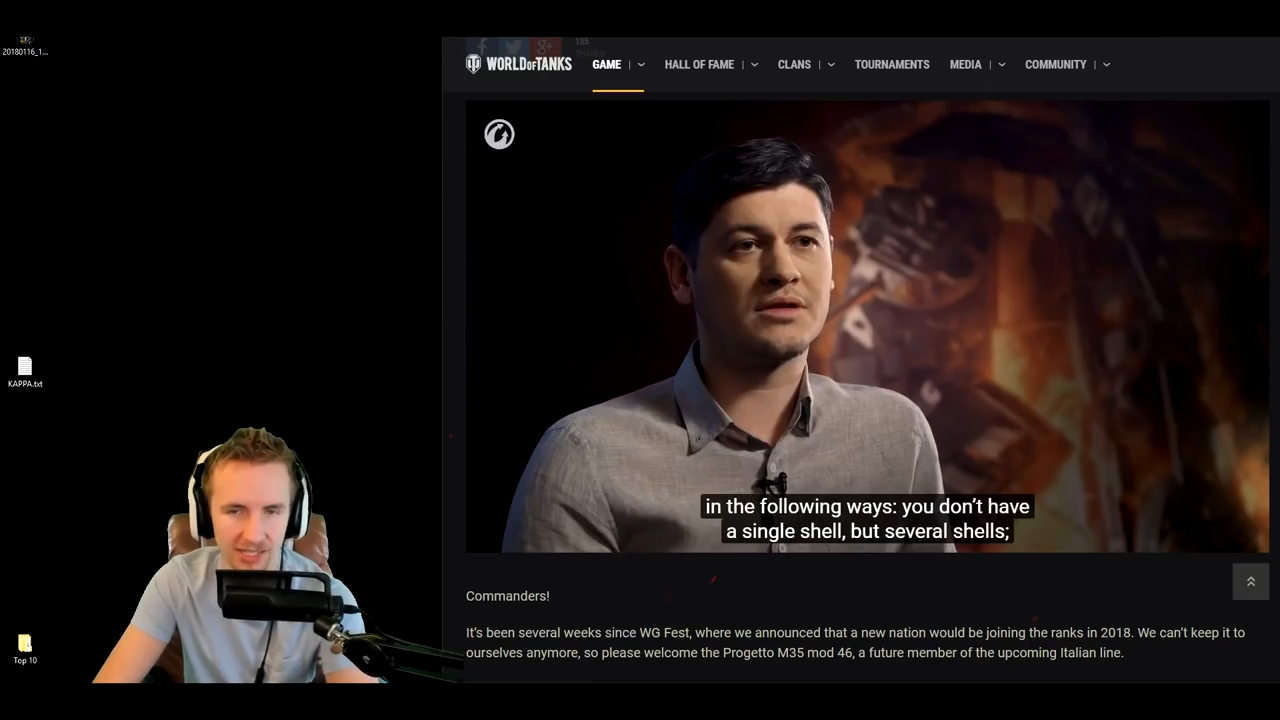 20180116_1...
KAPPA.txt
Top 10
155
SHARED
WORLD OF TANKS
GAME
HALL OF FAME
CLANS
TOURNAMENTS
MEDIA
COMMUNITY
in the following ways: you don't have
a single shell, but several shells;
Commanders!
It's been several weeks since WG Fest, where we announced that a new nation would be joining the ranks in 2018. We can't keep it to
ourselves anymore, so please welcome the Progetto M35 mod 46, a future member of the upcoming Italian line.